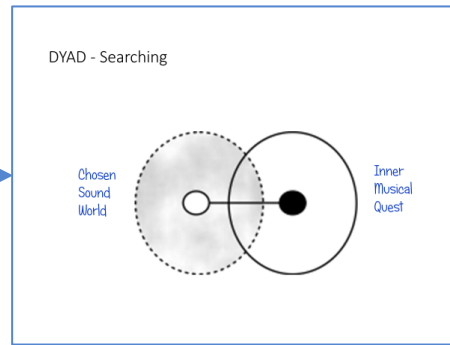 DYAD - Searching
Chosen
Sound
World
Inner
Musical
Quest